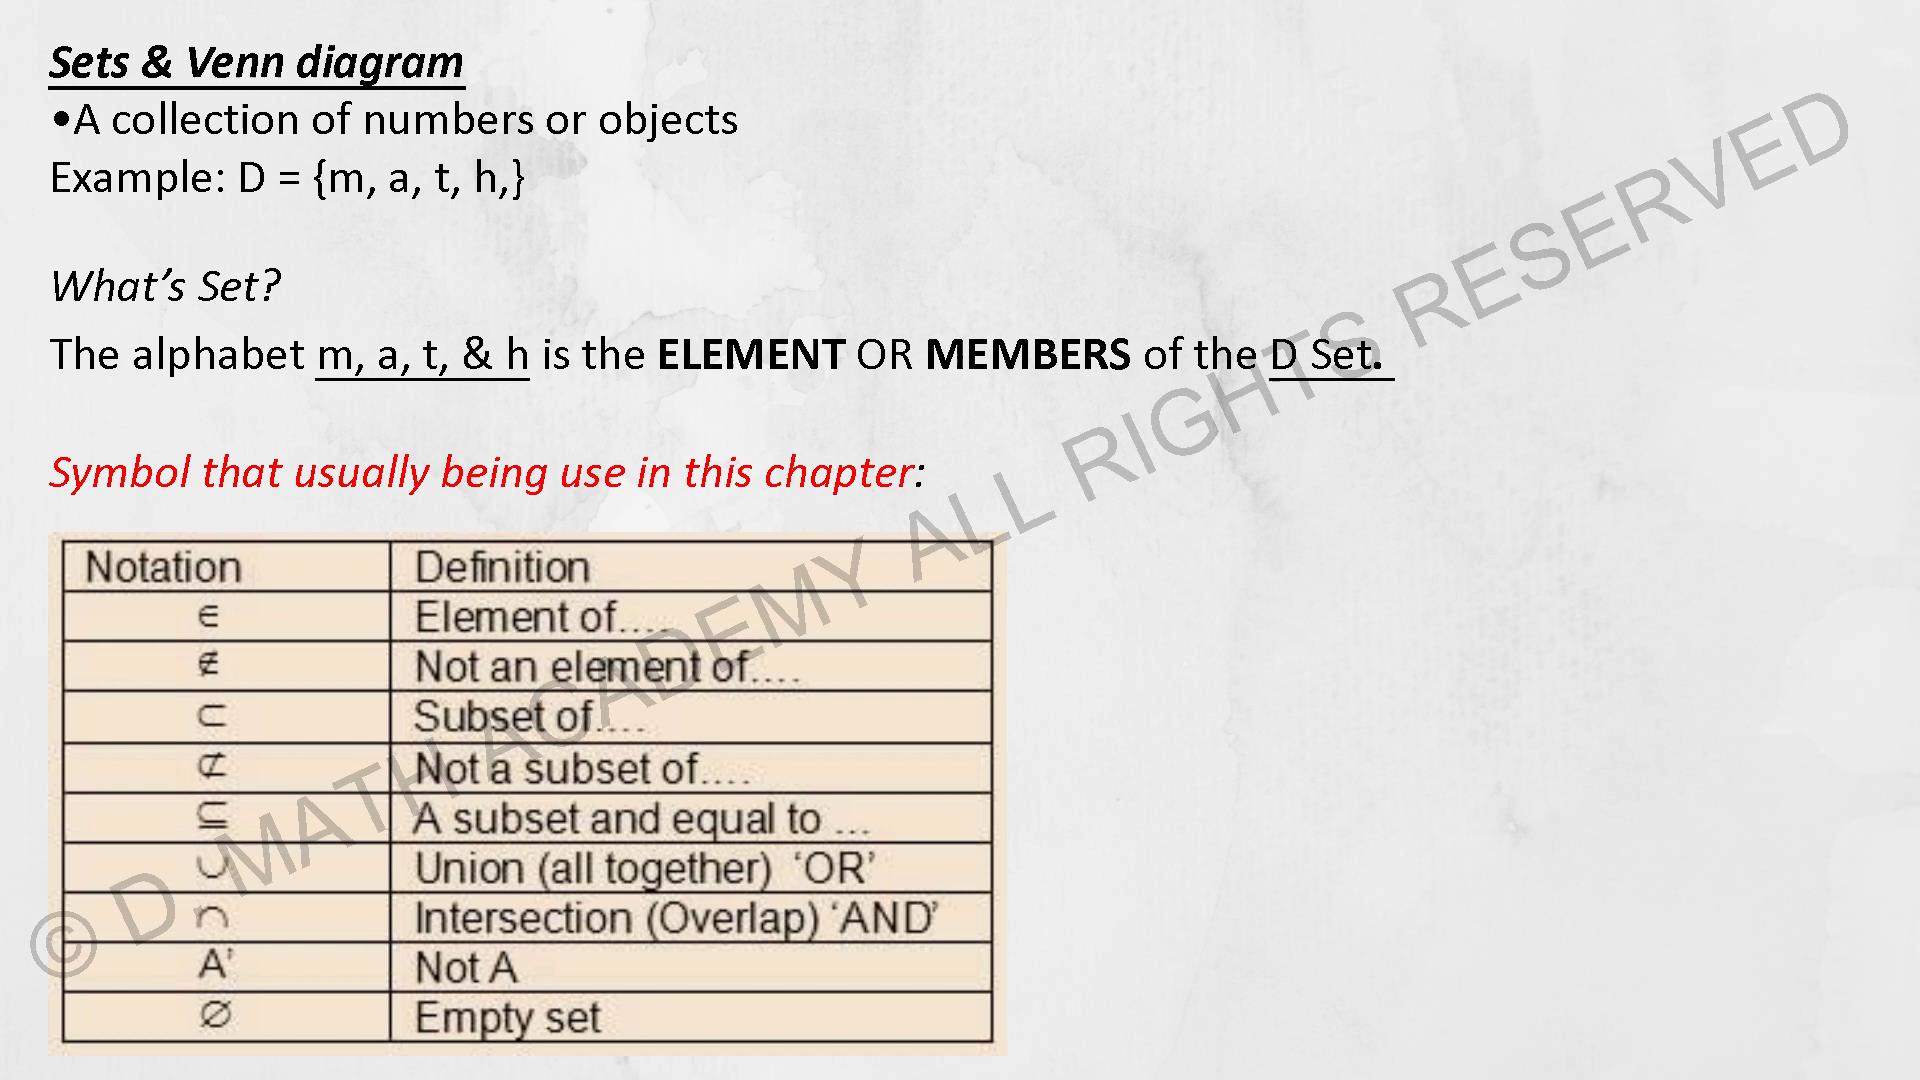 Sets & Venn diagram
•A collection of numbers or objects
Example: D = {m, a, t, h,}
What’s Set?
The alphabet m, a, t, & h is the ELEMENT OR MEMBERS of the D Set.
Symbol that usually being use in this chapter:
Notation Definition
∈ Element of....
∉ Not an element of....
⊂ Subset of....
⊄ Not a subset of....
⊆ A subset and equal to ...
∪ Union (all together) ‘OR’
∩ Intersection (Overlap) ‘AND’
A' Not A
∅ Empty set
© D. MATH ACADEMY ALL RIGHTS RESERVED